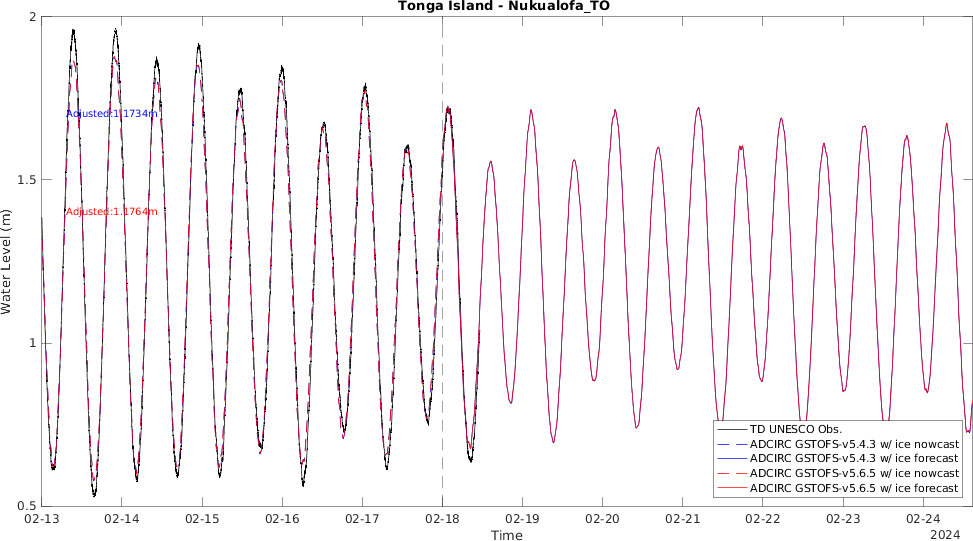 Tonga Island - Nukualofa_TO
2
Adjusted:1.1734m
1.5
Adjusted:1.1764m
Water Level (m)
1
TD UNESCO Obs.
ADCIRC GSTOFS-v5.4.3 w/ ice nowcast
ADCIRC GSTOFS-v5.4.3 w/ ice forecast
ADCIRC GSTOFS-v5.6.5 w/ ice nowcast
ADCIRC GSTOFS-v5.6.5 w/ ice forecast
0.5
02-13 02-14 02-15 02-16 02-17 02-18 02-19 02-20 02-21 02-22 02-23 02-24
Time 2024